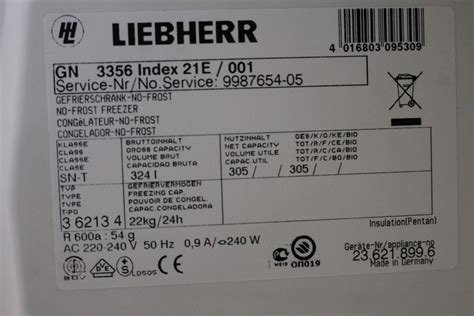 LIEBHERR
4 016803 095309
GN 3356 Index 21E / 001
Service-Nr/No.Service: 9987654-05
GEFRIERSCHRANK-NO-FROST
NO-FROST FREEZER
CONGÉLATEUR-NO-FROST
CONGELADOR-NO-FROST
KLASSE BRUTTOINHALT NUTZINHALT GES/K/G/KE/BIO
CLASS GROSS CAPACITY NET CAPACITY TOT/R/F/CE/BIO
CLASSE VOLUME BRUT VOLUME UTIL TOT/R/F/CA/BIO
CLASE CAPACIDAD BRUTA CAPAC UTIL TOT/F/C/BG/BIO
SN-T 324 l 305 / 305 / /
TYP GEFRIERVERMÖGEN
TYPE FREEZING CAP.
TYPE POUVOIR DE CONGEL.
TIPO CAPAC.CONGELADORA
3 6213 4 22kg/24h
R 600a : 54 g Insulation(Pentan)
AC 220-240 V 50 Hz 0,9 A/240 W
Geräte-Nr/appliance-no
23.621.899.6
Made in Germany